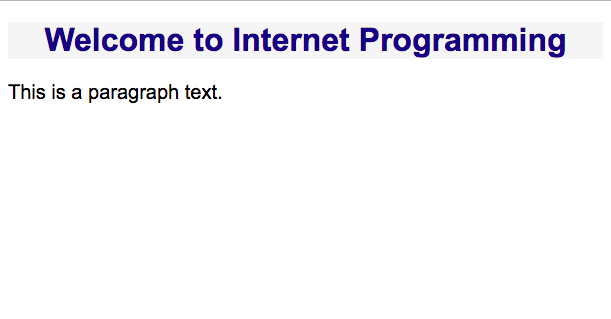 Welcome to Internet Programming
This is a paragraph text.